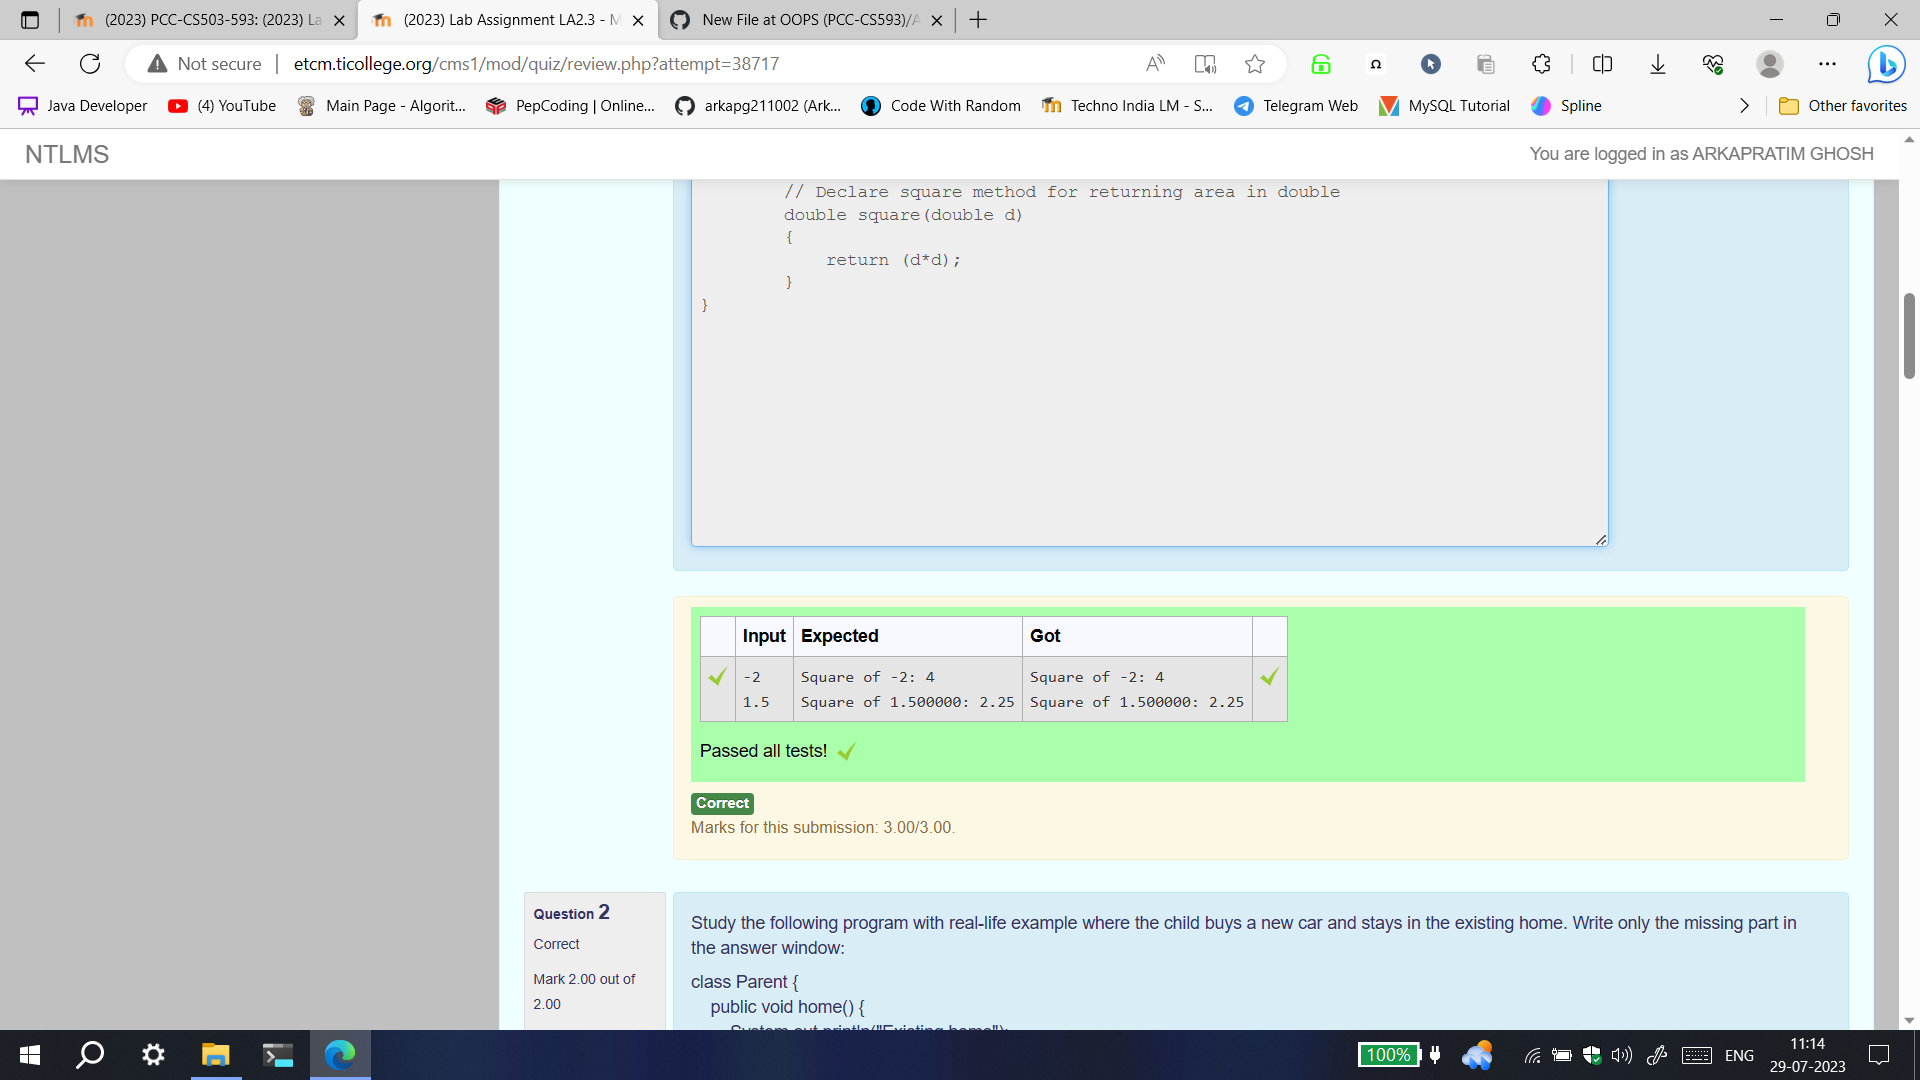 (2023) PCC-CS503-593: (2023) La
(2023) Lab Assignment LA2.3 - M
New File at OOPS (PCC-CS593)/A
Not secure
etcm.ticollege.org/cms1/mod/quiz/review.php?attempt=38717
Java Developer
(4) YouTube
Main Page - Algorit...
PepCoding | Online...
arkapg211002 (Ark...
Code With Random
Techno India LM - S...
Telegram Web
MySQL Tutorial
Spline
Other favorites
NTLMS
You are logged in as ARKAPRATIM GHOSH
// Declare square method for returning area in double
double square(double d)
{
return (d*d);
}
}
Input Expected Got
-2 Square of -2: 4 Square of -2: 4
1.5 Square of 1.500000: 2.25 Square of 1.500000: 2.25
Passed all tests!
Correct
Marks for this submission: 3.00/3.00.
Question 2
Correct
Mark 2.00 out of
2.00
Study the following program with real-life example where the child buys a new car and stays in the existing home. Write only the missing part in
the answer window:
class Parent {
public void home() {
System.out.println("Existing home");
100%
ENG
11:14
29-07-2023